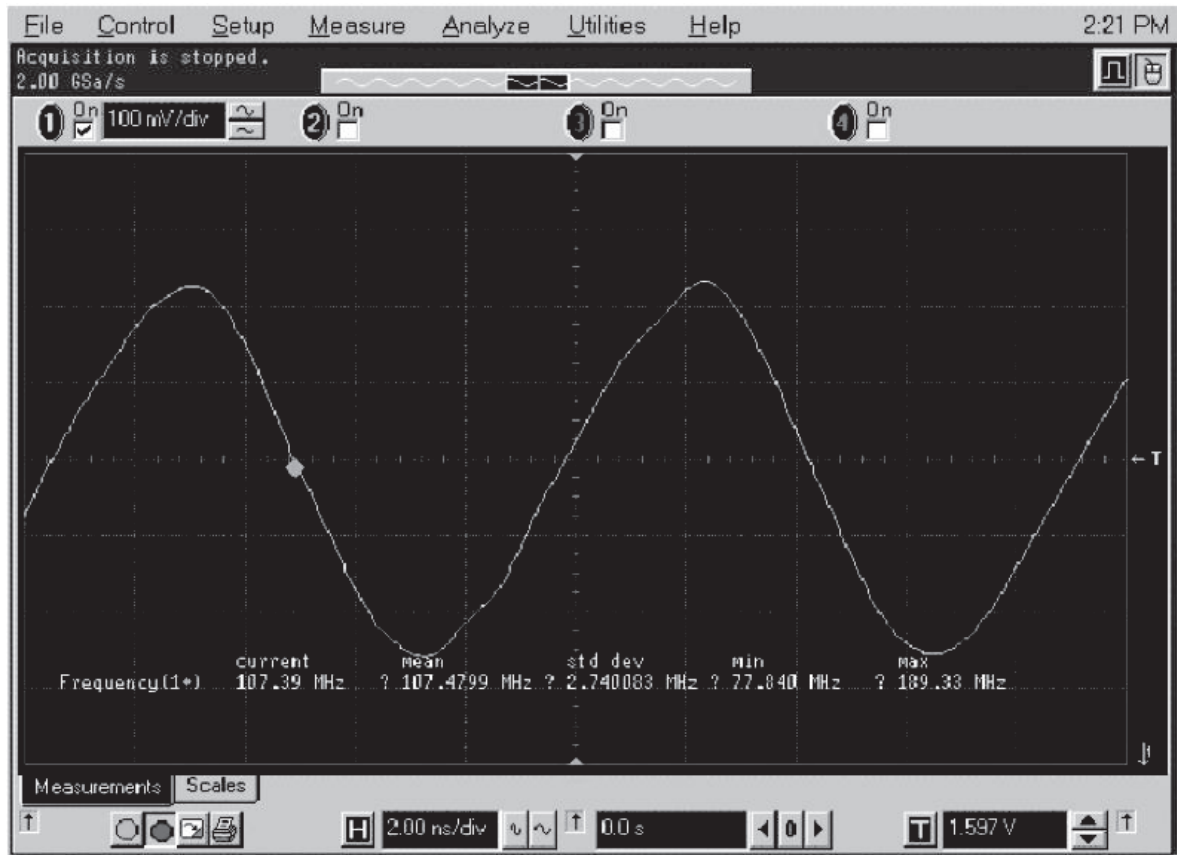 File Control Setup Measure Analyze Utilities Help 2:21 PM
Acquisition is stopped.
2.00 GSa/s
1 On 100 mV/div 2 On 3 On 4 On
T
current mean std dev min max
Frequency(1*) 107.39 MHz ? 107.4799 MHz ? 2.740083 MHz ? 77.840 MHz ? 189.33 MHz
Measurements Scales
H 2.00 ns/div 0.0 s 0 T 1.597 V